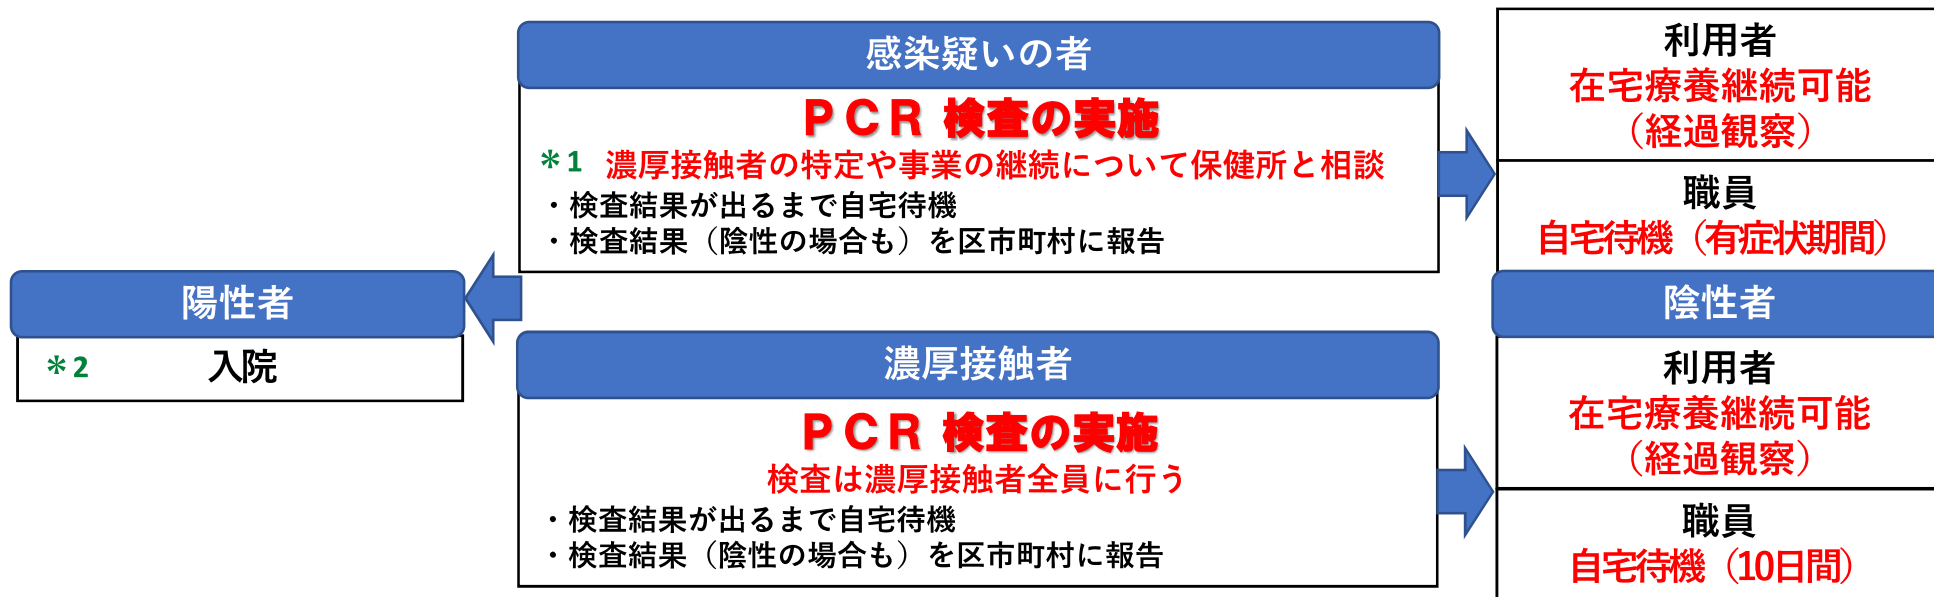 感染疑いの者
ＰＣＲ 検査の実施
＊1 濃厚接触者の特定や事業の継続について保健所と相談
・検査結果が出るまで自宅待機
・検査結果（陰性の場合も）を区市町村に報告
利用者
在宅療養継続可能
（経過観察）
職員
自宅待機（有症状期間）
陽性者
＊2 入院
陰性者
濃厚接触者
ＰＣＲ 検査の実施
検査は濃厚接触者全員に行う
・検査結果が出るまで自宅待機
・検査結果（陰性の場合も）を区市町村に報告
利用者
在宅療養継続可能
（経過観察）
職員
自宅待機（10日間）